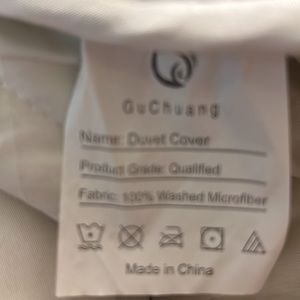 GuChuang
Name: Duvet Cover
Product Grade: Qualified
Fabric: 100% Washed Microfiber
Made in China